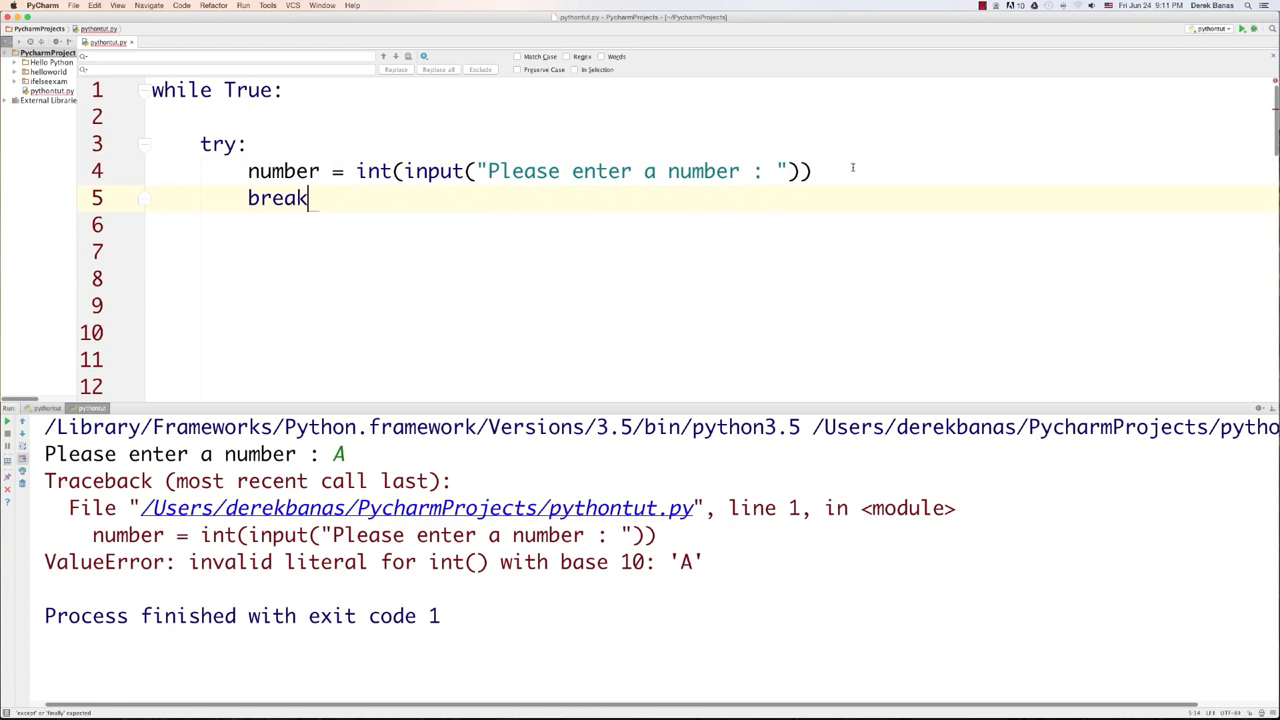 PyCharm File Edit View Navigate Code Refactor Run Tools VCS Window Help 10 Fri Jun 24 9:11 PM Derek Banas
pythontut.py - PycharmProjects - [~/PycharmProjects]
PycharmProjects pythontut.py pythontut
pythontut.py
PycharmProject
Match Case Regex Words
Hello Python
helloworld
Replace Replace all Exclude Preserve Case In Selection
ifelseexam
pythontut.py
External Librarie
1 while True:
2
3 try:
4 number = int(input("Please enter a number : "))
5 break
6
7
8
9
10
11
12
Run: pythontut pythontut
/Library/Frameworks/Python.framework/Versions/3.5/bin/python3.5 /Users/derekbanas/PycharmProjects/pytho
Please enter a number : A
Traceback (most recent call last):
File "/Users/derekbanas/PycharmProjects/pythontut.py", line 1, in <module>
number = int(input("Please enter a number : "))
ValueError: invalid literal for int() with base 10: 'A'
Process finished with exit code 1
'except' or 'finally' expected 5:14 LF UTF-8